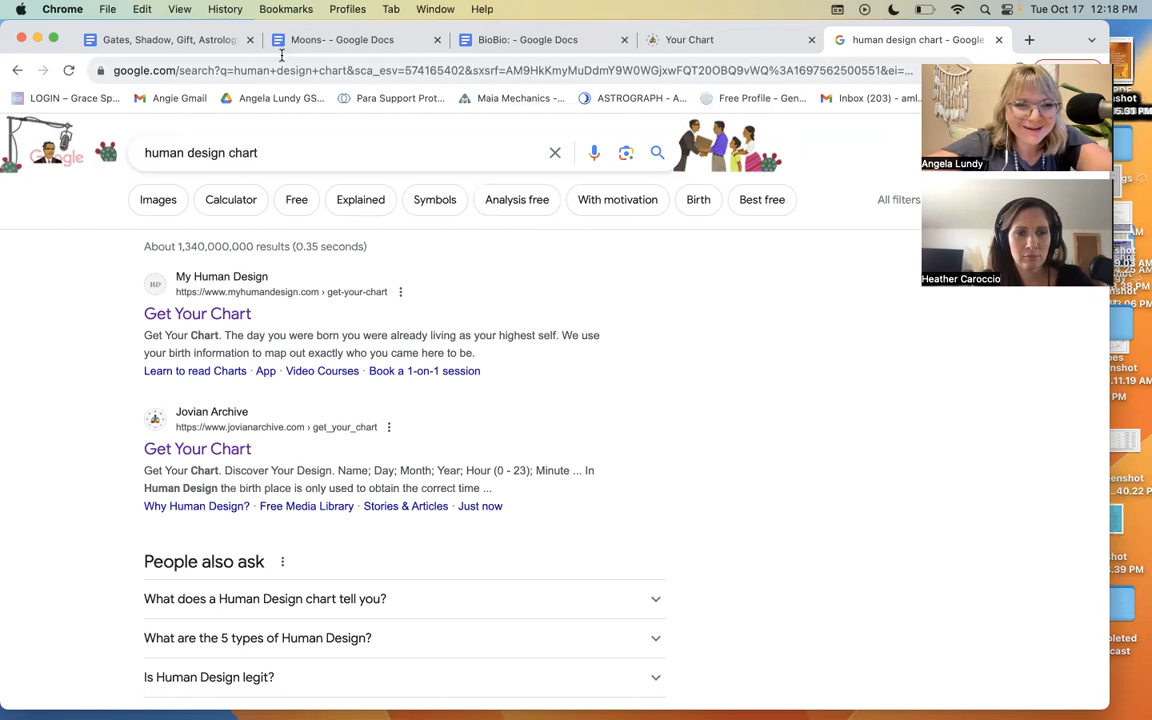 Chrome File Edit View History Bookmarks Profiles Tab Window Help Tue Oct 17 12:18 PM
Gates, Shadow, Gift, Astrolog Moons- - Google Docs BioBio: - Google Docs Your Chart human design chart - Google
google.com/search?q=human+design+chart&sca_esv=574165402&sxsrf=AM9HkKmyMuDdmY9W0WGjxwFQT20OBQ9vWQ%3A1697562500551&ei=...
LOGIN – Grace Sp... Angie Gmail Angela Lundy GS... Para Support Prot... Maia Mechanics -... ASTROGRAPH - A... Free Profile - Gen... Inbox (203) - aml...
Google
human design chart
Angela Lundy
Images Calculator Free Explained Symbols Analysis free With motivation Birth Best free All filters
About 1,340,000,000 results (0.35 seconds)
Heather Caroccio
My Human Design
https://www.myhumandesign.com › get-your-chart
Get Your Chart
Get Your Chart. The day you were born you were already living as your highest self. We use
your birth information to map out exactly who you came here to be.
Learn to read Charts · App · Video Courses · Book a 1-on-1 session
Jovian Archive
https://www.jovianarchive.com › get_your_chart
Get Your Chart
Get Your Chart. Discover Your Design. Name; Day; Month; Year; Hour (0 - 23); Minute ... In
Human Design the birth place is only used to obtain the correct time ...
Why Human Design? · Free Media Library · Stories & Articles · Just now
People also ask
What does a Human Design chart tell you?
What are the 5 types of Human Design?
Is Human Design legit?